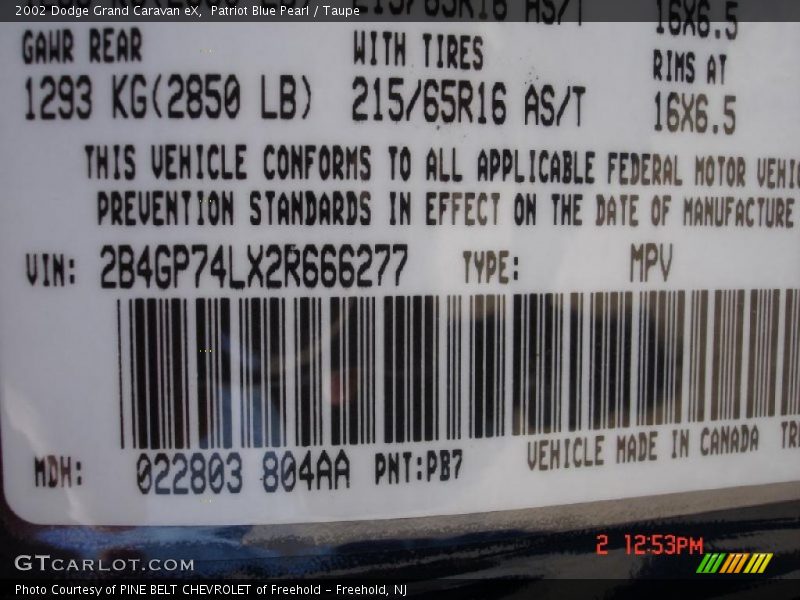 2002 Dodge Grand Caravan eX, Patriot Blue Pearl / Taupe
215/65R16 AS/T 16X6.5
GAWR REAR WITH TIRES RIMS AT
1293 KG(2850 LB) 215/65R16 AS/T 16X6.5
THIS VEHICLE CONFORMS TO ALL APPLICABLE FEDERAL MOTOR
PREVENTION STANDARDS IN EFFECT ON THE DATE OF MANUFACTURE
VIN: 2B4GP74LX2R666277 TYPE: MPV
MDH: 022803 804AA PNT:PB7 VEHICLE MADE IN CANADA
2 12:53PM
GTCARLOT.COM
Photo Courtesy of PINE BELT CHEVROLET of Freehold - Freehold, NJ